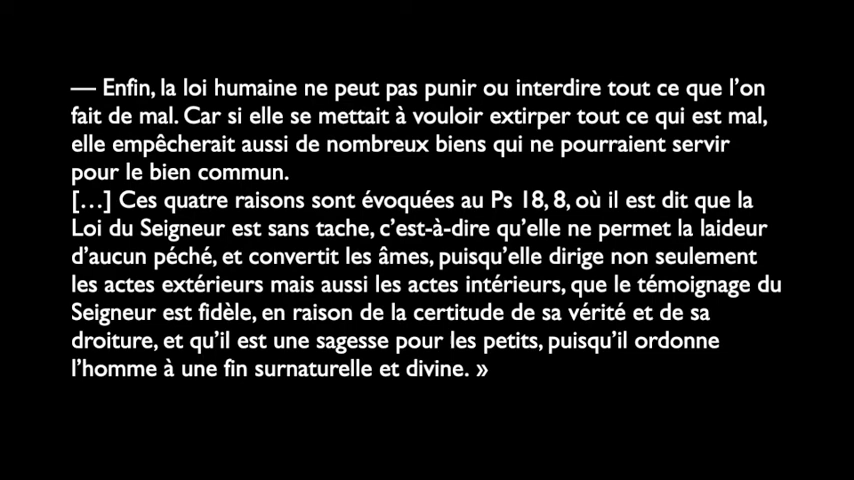 — Enfin, la loi humaine ne peut pas punir ou interdire tout ce que l’on
fait de mal. Car si elle se mettait à vouloir extirper tout ce qui est mal,
elle empêcherait aussi de nombreux biens qui ne pourraient servir
pour le bien commun.
[…] Ces quatre raisons sont évoquées au Ps 18, 8, où il est dit que la
Loi du Seigneur est sans tache, c’est-à-dire qu’elle ne permet la laideur
d’aucun péché, et convertit les âmes, puisqu’elle dirige non seulement
les actes extérieurs mais aussi les actes intérieurs, que le témoignage du
Seigneur est fidèle, en raison de la certitude de sa vérité et de sa
droiture, et qu’il est une sagesse pour les petits, puisqu’il ordonne
l’homme à une fin surnaturelle et divine. »